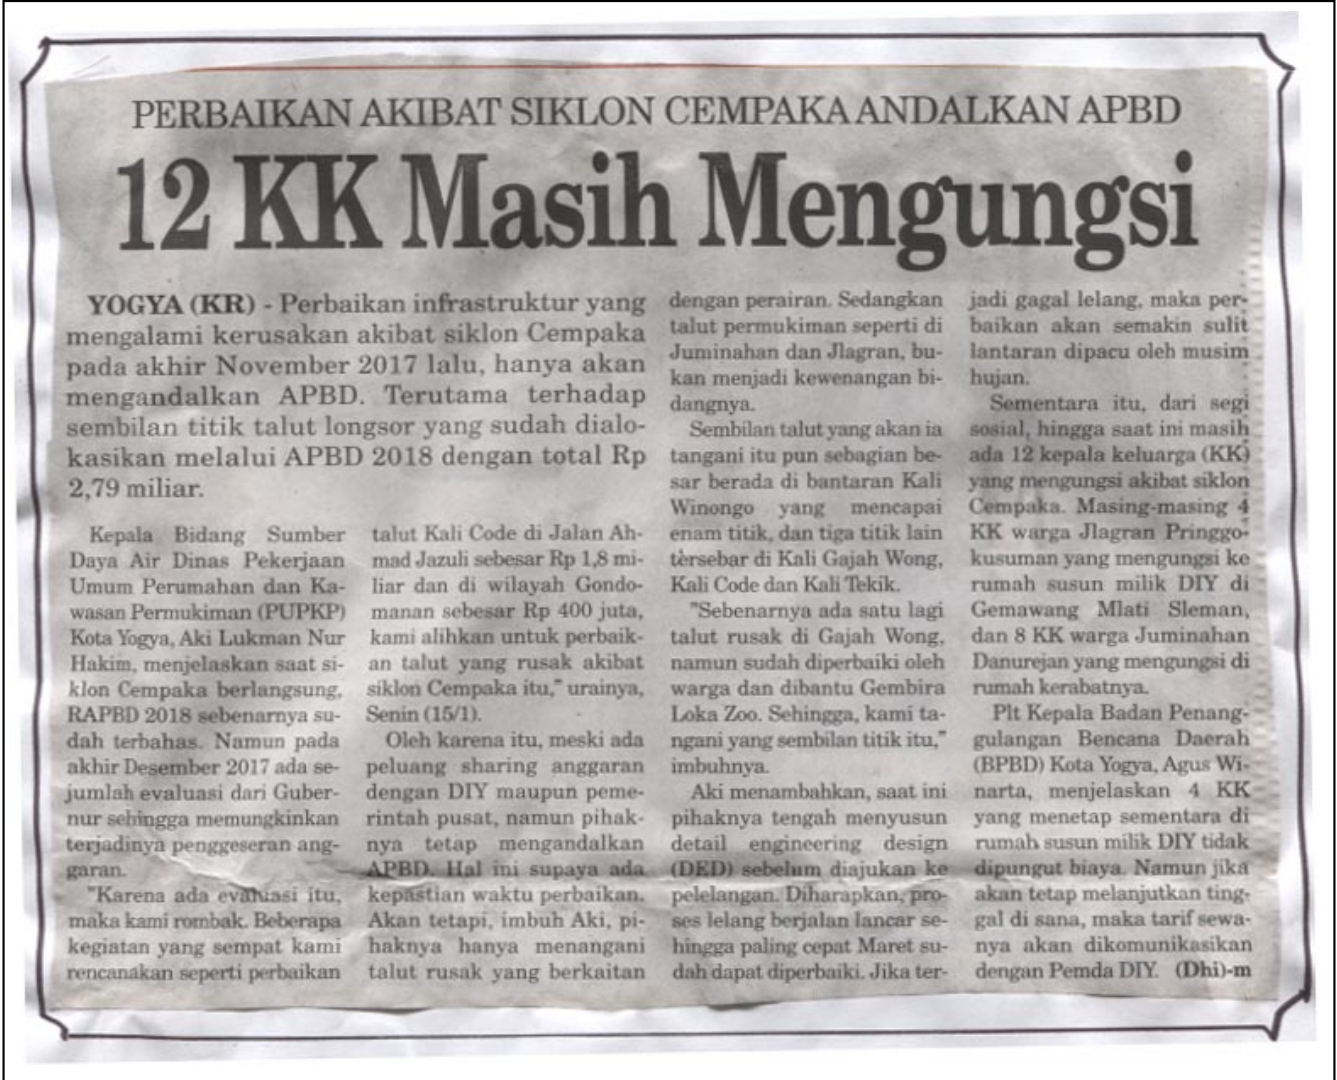 PERBAIKAN AKIBAT SIKLON CEMPAKA ANDALKAN APBD
12 KK Masih Mengungsi
YOGYA (KR) - Perbaikan infrastruktur yang
mengalami kerusakan akibat siklon Cempaka
pada akhir November 2017 lalu, hanya akan
mengandalkan APBD. Terutama terhadap
sembilan titik talut longsor yang sudah dialo-
kasikan melalui APBD 2018 dengan total Rp
2,79 miliar.
Kepala Bidang Sumber
Daya Air Dinas Pekerjaan
Umum Perumahan dan Ka-
wasan Permukiman (PUPKP)
Kota Yogya, Aki Lukman Nur
Hakim, menjelaskan saat si-
klon Cempaka berlangsung,
RAPBD 2018 sebenarnya su-
dah terbahas. Namun pada
akhir Desember 2017 ada se-
jumlah evaluasi dari Guber-
nur sehingga memungkinkan
terjadinya penggeseran ang-
garan.
"Karena ada evaluasi itu,
maka kami rombak. Beberapa
kegiatan yang sempat kami
rencanakan seperti perbaikan
talut Kali Code di Jalan Ah-
mad Jazuli sebesar Rp 1,8 mi-
liar dan di wilayah Gondo-
manan sebesar Rp 400 juta,
kami alihkan untuk perbaik-
an talut yang rusak akibat
siklon Cempaka itu," urainya,
Senin (15/1).
Oleh karena itu, meski ada
peluang sharing anggaran
dengan DIY maupun peme-
rintah pusat, namun pihak-
nya tetap mengandalkan
APBD. Hal ini supaya ada
kepastian waktu perbaikan.
Akan tetapi, imbuh Aki, pi-
haknya hanya menangani
talut rusak yang berkaitan
dengan perairan. Sedangkan
talut permukiman seperti di
Juminahan dan Jlagran, bu-
kan menjadi kewenangan bi-
dangnya.
Sembilan talut yang akan ia
tangani itu pun sebagian be-
sar berada di bantaran Kali
Winongo yang mencapai
enam titik, dan tiga titik lain
tersebar di Kali Gajah Wong,
Kali Code dan Kali Tekik.
"Sebenarnya ada satu lagi
talut rusak di Gajah Wong,
namun sudah diperbaiki oleh
warga dan dibantu Gembira
Loka Zoo. Sehingga, kami ta-
ngani yang sembilan titik itu,"
imbuhnya.
Aki menambahkan, saat ini
pihaknya tengah menyusun
detail engineering design
(DED) sebelum diajukan ke
pelelangan. Diharapkan, pro-
ses lelang berjalan lancar se-
hingga paling cepat Maret su-
dah dapat diperbaiki. Jika ter-
jadi gagal lelang, maka per-
baikan akan semakin sulit
lantaran dipacu oleh musim
hujan.
Sementara itu, dari segi
sosial, hingga saat ini masih
ada 12 kepala keluarga (KK)
yang mengungsi akibat siklon
Cempaka. Masing-masing 4
KK warga Jlagran Pringgo-
kusuman yang mengungsi ke
rumah susun milik DIY di
Gemawang Mlati Sleman,
dan 8 KK warga Juminahan
Danurejan yang mengungsi di
rumah kerabatnya.
Plt Kepala Badan Penang-
gulangan Bencana Daerah
(BPBD) Kota Yogya, Agus Wi-
narta, menjelaskan 4 KK
yang menetap sementara di
rumah susun milik DIY tidak
dipungut biaya. Namun jika
akan tetap melanjutkan ting-
gal di sana, maka tarif sewa-
nya akan dikomunikasikan
dengan Pemda DIY. (Dhi)-m